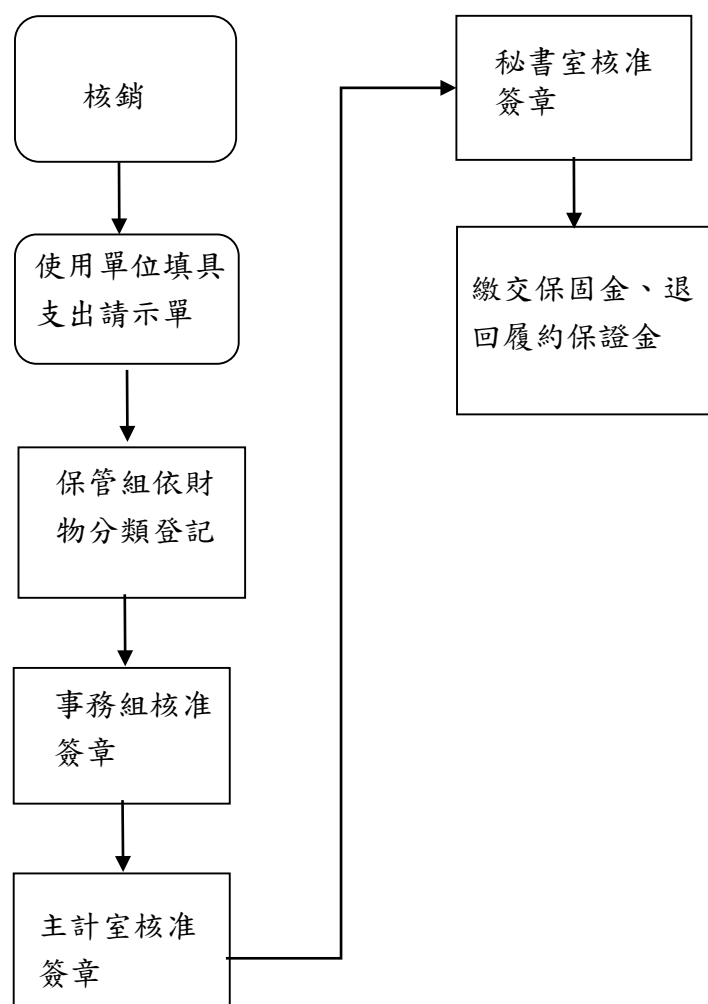 核銷
使用單位填具
支出請示單
保管組依財
物分類登記
事務組核准
簽章
主計室核准
簽章
秘書室核准
簽章
繳交保固金、退
回履約保證金